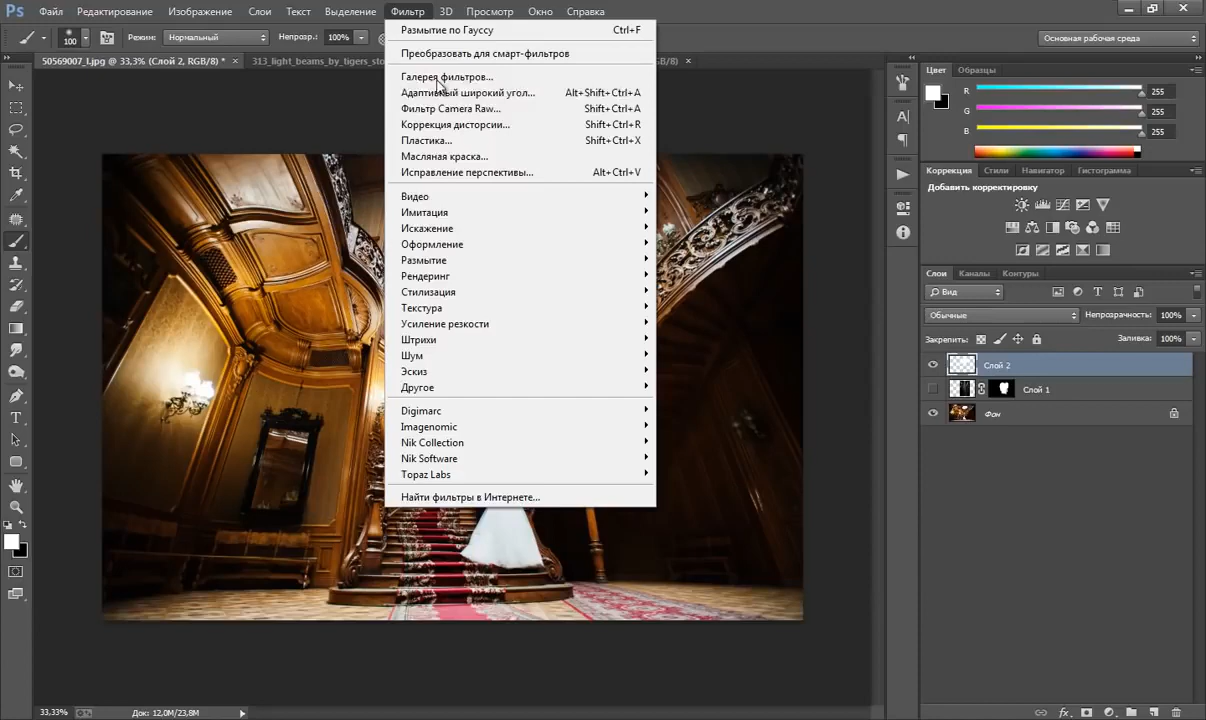 Ps Файл Редактирование Изображение Слои Текст Выделение Фильтр 3D Просмотр Окно Справка
100 Режим: Нормальный Непрозр.: 100% Основная рабочая среда
50569007_l.jpg @ 33,3% (Слой 2, RGB/8) * × 313_light_beams_by_tigers_sto RGB/8) ×
Размытие по Гауссу Ctrl+F
Преобразовать для смарт-фильтров
Галерея фильтров...
Адаптивный широкий угол... Alt+Shift+Ctrl+A
Фильтр Camera Raw... Shift+Ctrl+A
Коррекция дисторсии... Shift+Ctrl+R
Пластика... Shift+Ctrl+X
Масляная краска...
Исправление перспективы... Alt+Ctrl+V
Видео
Имитация
Искажение
Оформление
Размытие
Рендеринг
Стилизация
Текстура
Усиление резкости
Штрихи
Шум
Эскиз
Другое
Digimarc
Imagenomic
Nik Collection
Nik Software
Topaz Labs
Найти фильтры в Интернете...
Цвет Образцы
R 255
G 255
B 255
Коррекция Стили Навигатор Гистограмма
Добавить корректировку
Слои Каналы Контуры
Вид
Обычные Непрозрачность: 100%
Закрепить: Заливка: 100%
Слой 2
Слой 1
Фон
33,33% Док: 12,0M/23,8M